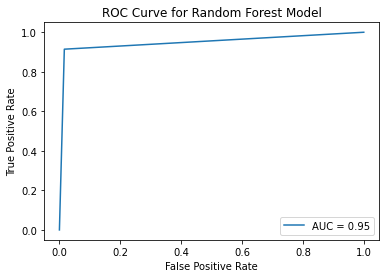 ROC Curve for Random Forest Model
True Positive Rate
1.0
0.8
0.6
0.4
0.2
0.0
0.0 0.2 0.4 0.6 0.8 1.0
False Positive Rate
AUC = 0.95